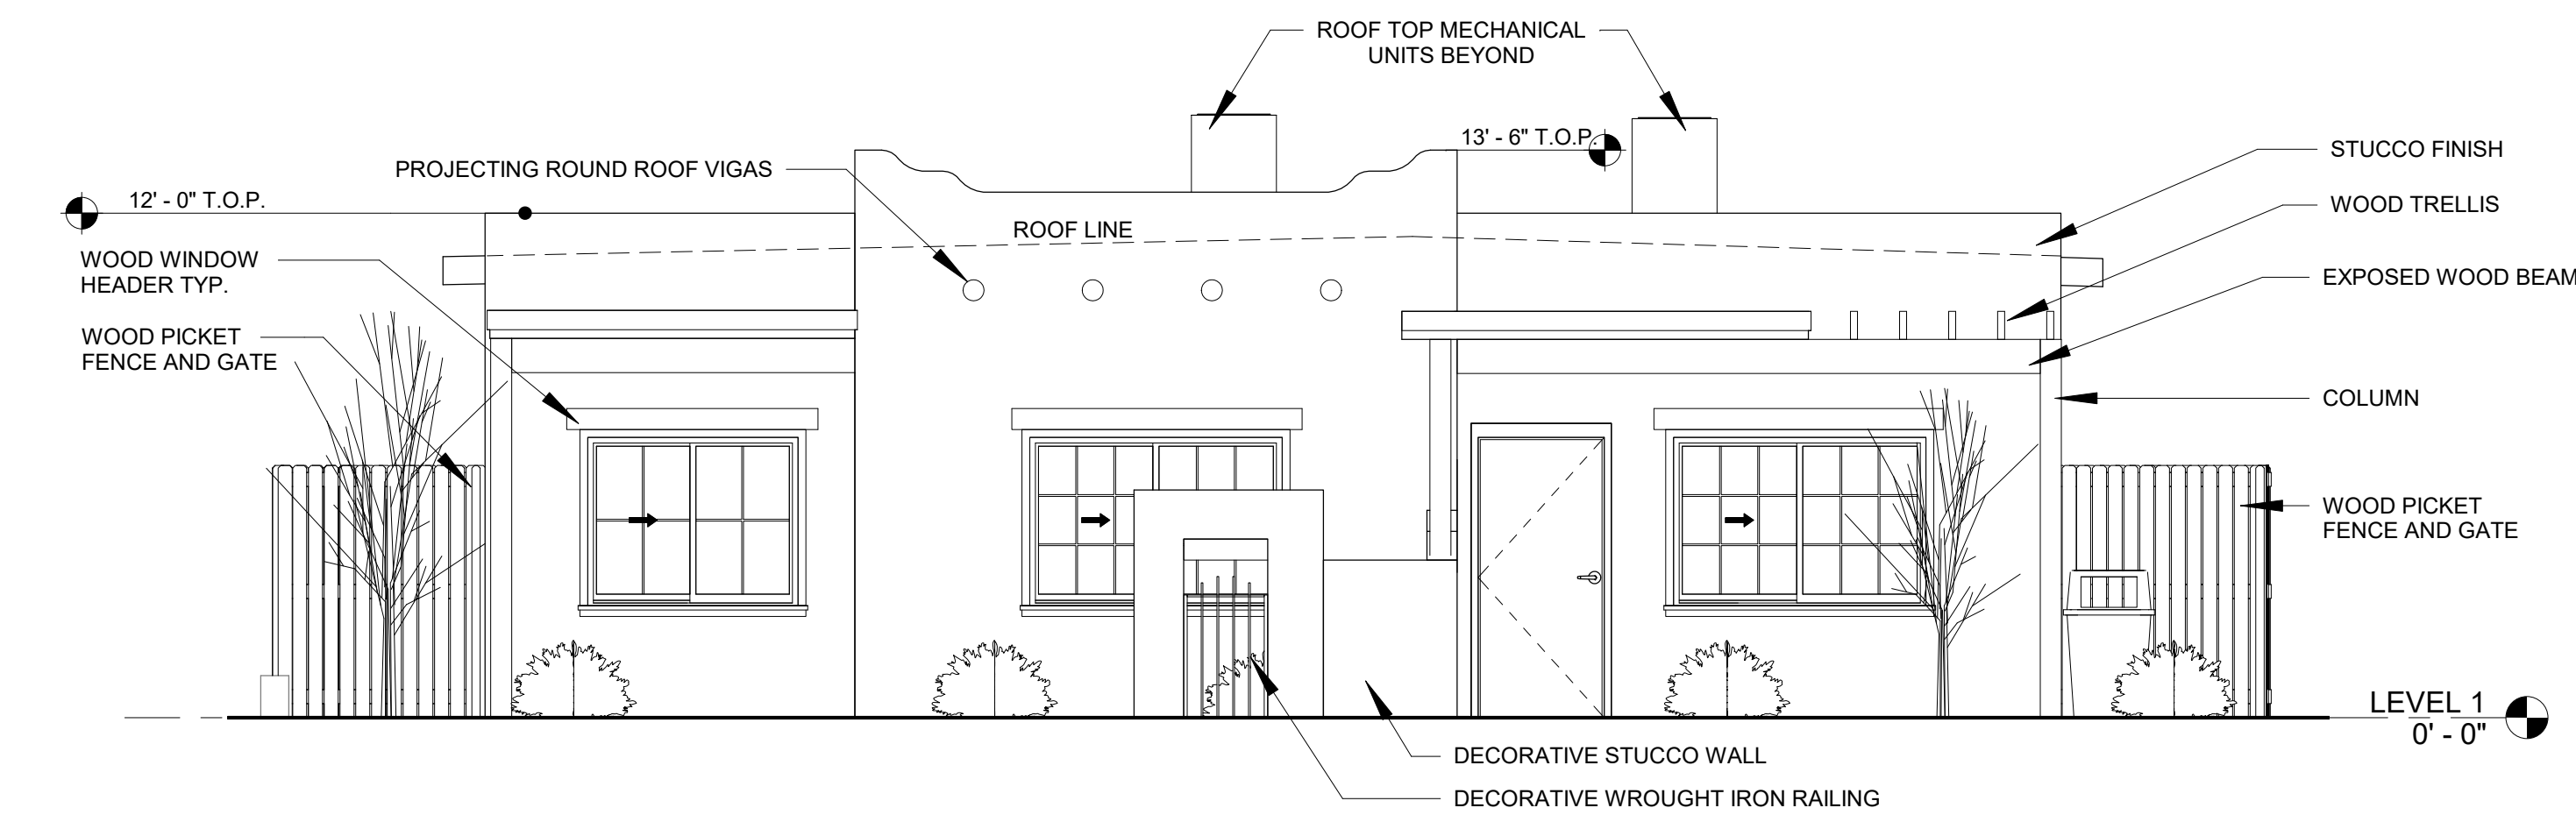 ROOF TOP MECHANICAL
UNITS BEYOND
13' - 6" T.O.P.
STUCCO FINISH
PROJECTING ROUND ROOF VIGAS
12' - 0" T.O.P.
WOOD TRELLIS
ROOF LINE
WOOD WINDOW
HEADER TYP.
EXPOSED WOOD BEAM
WOOD PICKET
FENCE AND GATE
COLUMN
WOOD PICKET
FENCE AND GATE
LEVEL 1
0' - 0"
DECORATIVE STUCCO WALL
DECORATIVE WROUGHT IRON RAILING